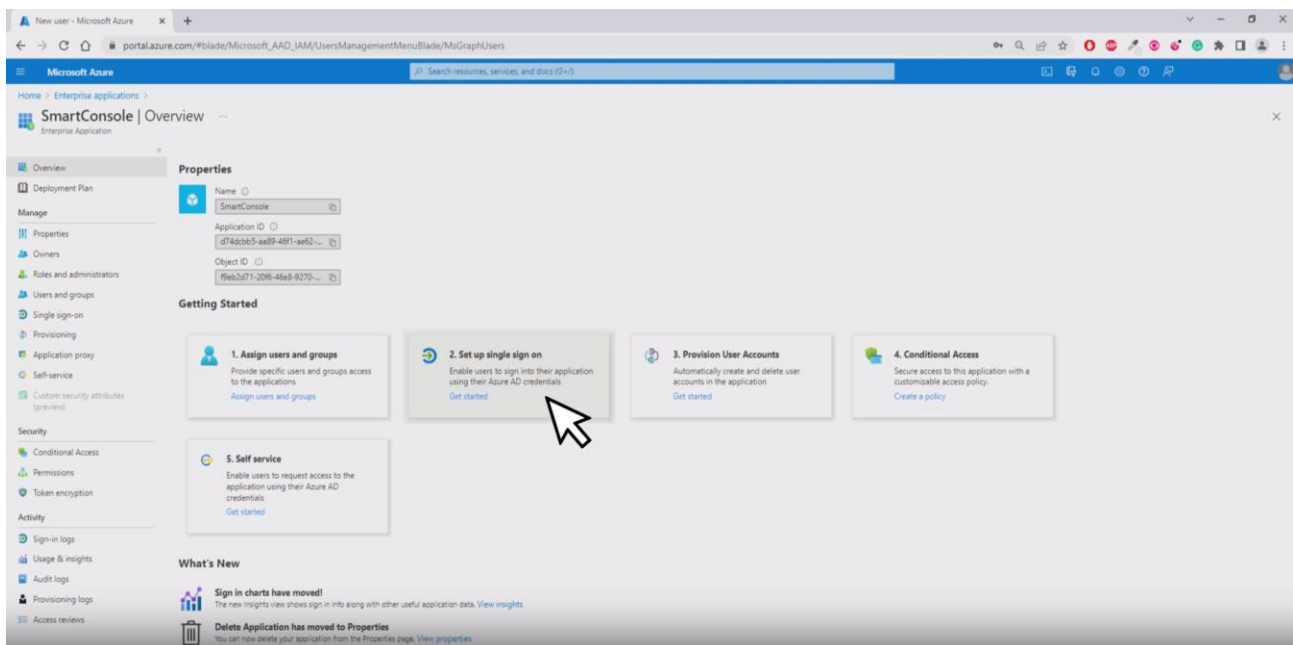 New user - Microsoft Azure
portal.azure.com/#blade/Microsoft_AAD_IAM/UsersManagementMenuBlade/MsGraphUsers
Microsoft Azure
Search resources, services, and docs (G+/)
Home > Enterprise applications >
SmartConsole | Overview ...
Enterprise Application
Overview
Deployment Plan
Manage
Properties
Owners
Roles and administrators
Users and groups
Single sign-on
Provisioning
Application proxy
Self-service
Custom security attributes
(preview)
Security
Conditional Access
Permissions
Token encryption
Activity
Sign-in logs
Usage & insights
Audit logs
Provisioning logs
Access reviews
Properties
Name
SmartConsole
Application ID
d74dcbb5-aa89-46f1-ae62-...
Object ID
f9eb2d71-20f6-46e8-9270-...
Getting Started
1. Assign users and groups
Provide specific users and groups access
to the applications
Assign users and groups
2. Set up single sign on
Enable users to sign into their application
using their Azure AD credentials
Get started
3. Provision User Accounts
Automatically create and delete user
accounts in the application
Get started
4. Conditional Access
Secure access to this application with a
customizable access policy.
Create a policy
5. Self service
Enable users to request access to the
application using their Azure AD
credentials
Get started
What's New
Sign in charts have moved!
The new insights view shows sign in info along with other useful application data. View insights
Delete Application has moved to Properties
You can now delete your application from the Properties page. View properties